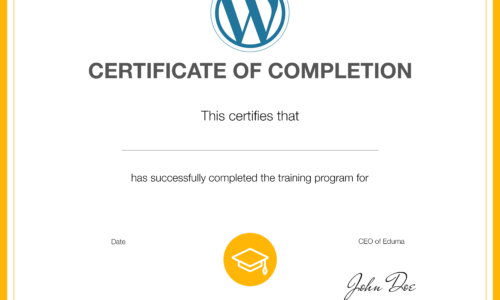 W
CERTIFICATE OF COMPLETION
This certifies that
has successfully completed the training program for
Date
CEO of Eduma
John Doe